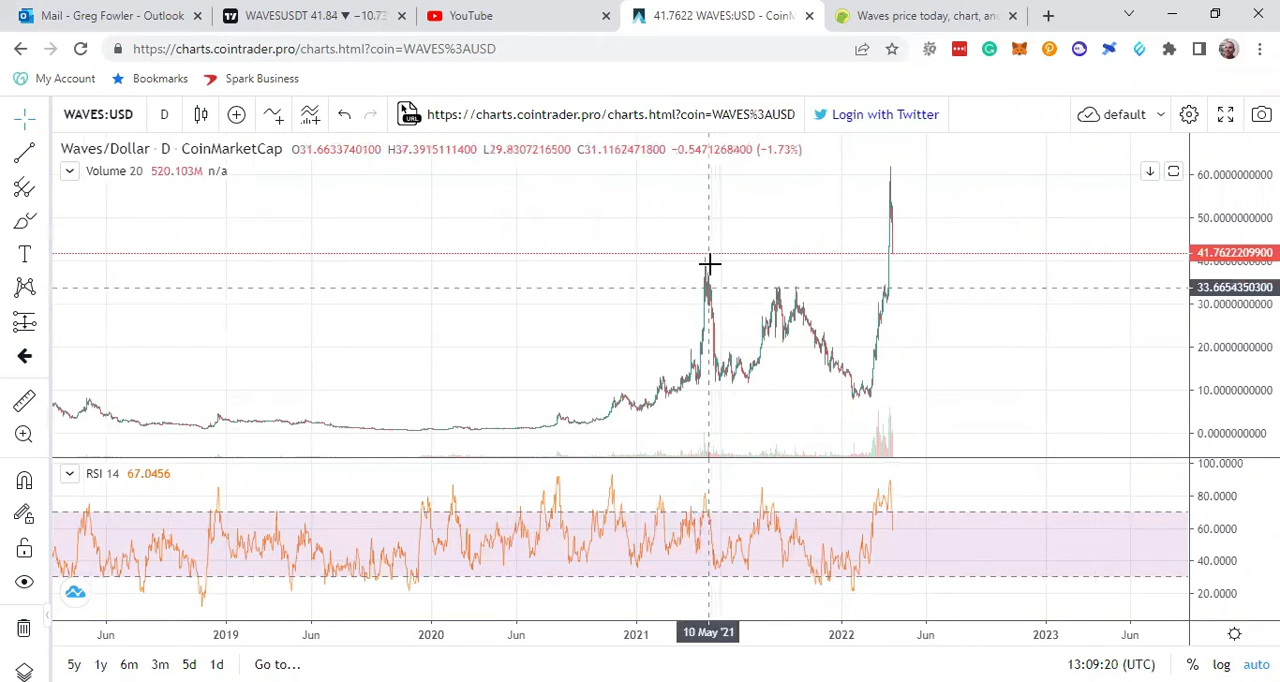 Mail - Greg Fowler - Outlook
WAVESUSDT 41.84 ▼ −10.73
YouTube
41.7622 WAVES:USD - CoinM
Waves price today, chart, and
https://charts.cointrader.pro/charts.html?coin=WAVES%3AUSD
My Account
Bookmarks
Spark Business
WAVES:USD
D
URL
https://charts.cointrader.pro/charts.html?coin=WAVES%3AUSD
Login with Twitter
default
Waves/Dollar · D · CoinMarketCap O31.6633740100 H37.3915111400 L29.8307216500 C31.1162471800 −0.5471268400 (−1.73%)
Volume 20 520.103M n/a
60.0000000000
50.0000000000
41.7622209900
40.0000000000
33.6654350300
30.0000000000
20.0000000000
10.0000000000
0.0000000000
RSI 14 67.0456
100.0000
80.0000
60.0000
40.0000
20.0000
Jun 2019 Jun 2020 Jun 2021 10 May '21 2022 Jun 2023 Jun
5y 1y 6m 3m 5d 1d Go to... 13:09:20 (UTC) % log auto